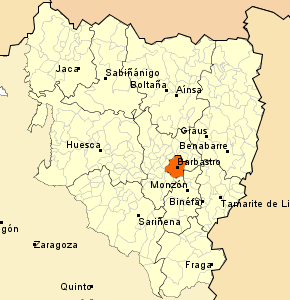 Jaca
Sabiñánigo
Boltaña
Aínsa
Graus
Huesca
Benabarre
Barbastro
Monzón
Binéfar
Tamarite de Li
Sariñena
gón
Zaragoza
Fraga
Quinto